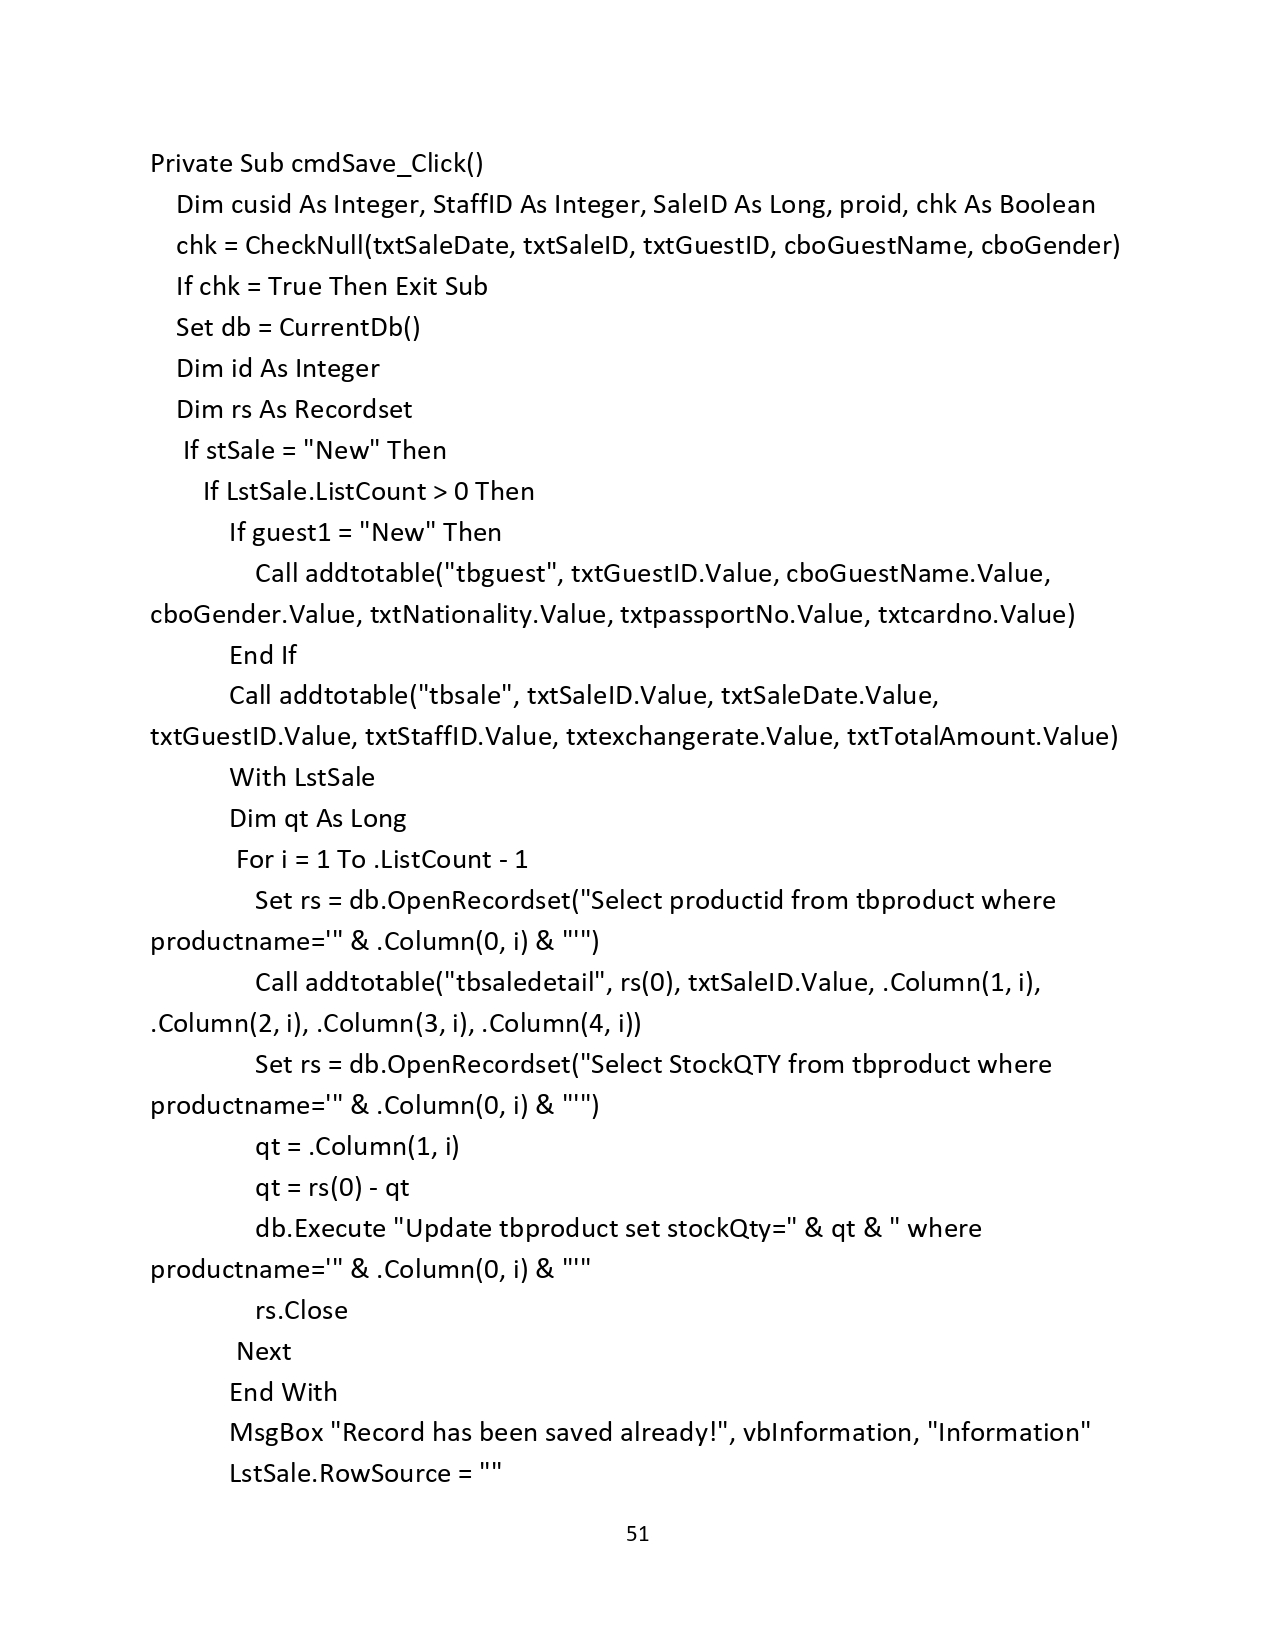 Private Sub cmdSave_Click()
Dim cusid As Integer, StaffID As Integer, SaleID As Long, proid, chk As Boolean
chk = CheckNull(txtSaleDate, txtSaleID, txtGuestID, cboGuestName, cboGender)
If chk = True Then Exit Sub
Set db = CurrentDb()
Dim id As Integer
Dim rs As Recordset
If stSale = "New" Then
If LstSale.ListCount > 0 Then
If guest1 = "New" Then
Call addtotable("tbguest", txtGuestID.Value, cboGuestName.Value,
cboGender.Value, txtNationality.Value, txtpassportNo.Value, txtcardno.Value)
End If
Call addtotable("tbsale", txtSaleID.Value, txtSaleDate.Value,
txtGuestID.Value, txtStaffID.Value, txtexchangerate.Value, txtTotalAmount.Value)
With LstSale
Dim qt As Long
For i = 1 To .ListCount - 1
Set rs = db.OpenRecordset("Select productid from tbproduct where
productname='" & .Column(0, i) & "'")
Call addtotable("tbsaledetail", rs(0), txtSaleID.Value, .Column(1, i),
.Column(2, i), .Column(3, i), .Column(4, i))
Set rs = db.OpenRecordset("Select StockQTY from tbproduct where
productname='" & .Column(0, i) & "'")
qt = .Column(1, i)
qt = rs(0) - qt
db.Execute "Update tbproduct set stockQty=" & qt & " where
productname='" & .Column(0, i) & "'"
rs.Close
Next
End With
MsgBox "Record has been saved already!", vbInformation, "Information"
LstSale.RowSource = ""
51